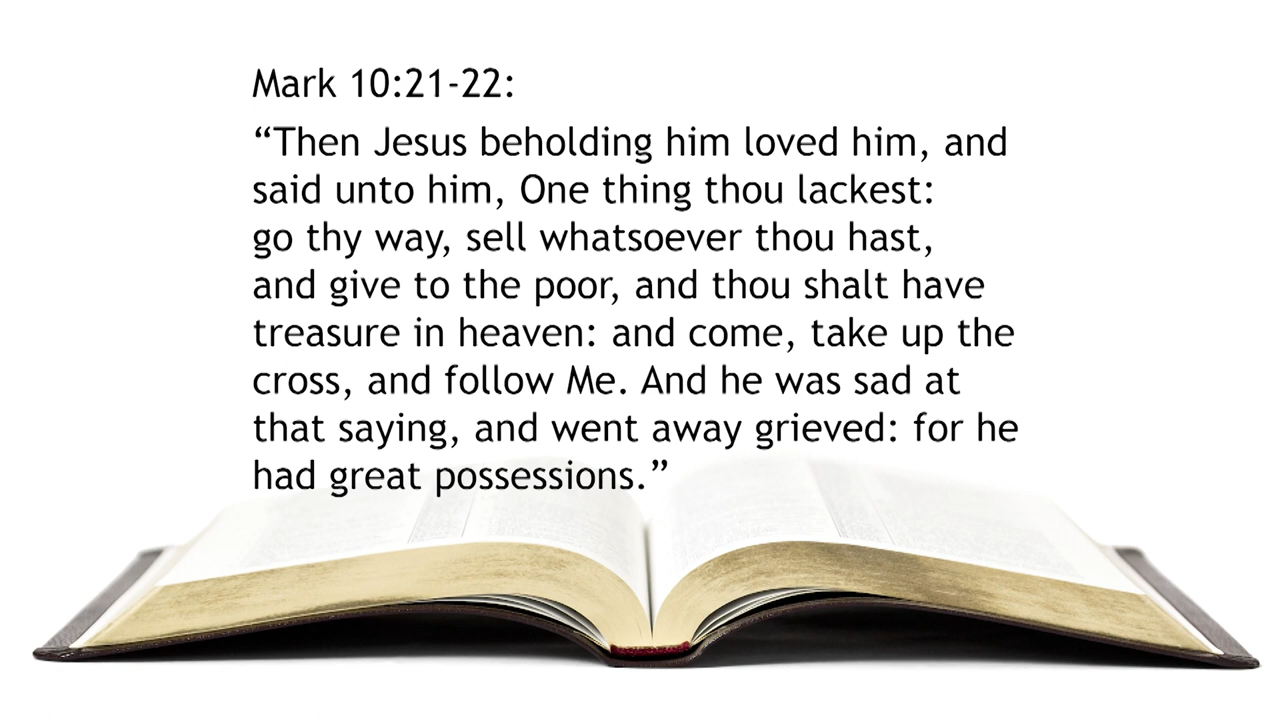 Mark 10:21-22:
“Then Jesus beholding him loved him, and
said unto him, One thing thou lackest:
go thy way, sell whatsoever thou hast,
and give to the poor, and thou shalt have
treasure in heaven: and come, take up the
cross, and follow Me. And he was sad at
that saying, and went away grieved: for he
had great possessions.”